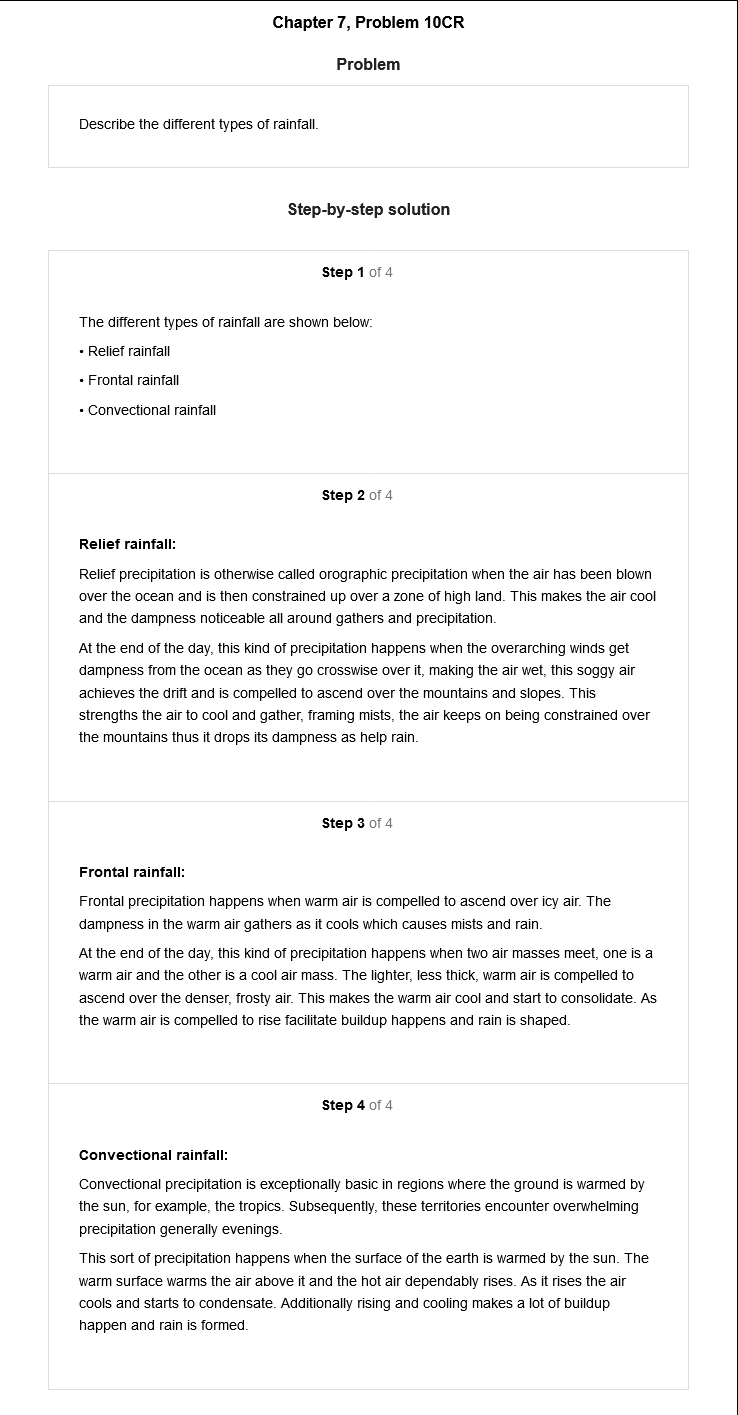 Chapter 7, Problem 10CR
Problem
Describe the different types of rainfall.
Step-by-step solution
Step 1 of 4
The different types of rainfall are shown below:
• Relief rainfall
• Frontal rainfall
• Convectional rainfall
Step 2 of 4
Relief rainfall:
Relief precipitation is otherwise called orographic precipitation when the air has been blown
over the ocean and is then constrained up over a zone of high land. This makes the air cool
and the dampness noticeable all around gathers and precipitation.
At the end of the day, this kind of precipitation happens when the overarching winds get
dampness from the ocean as they go crosswise over it, making the air wet, this soggy air
achieves the drift and is compelled to ascend over the mountains and slopes. This
strengths the air to cool and gather, framing mists, the air keeps on being constrained over
the mountains thus it drops its dampness as help rain.
Step 3 of 4
Frontal rainfall:
Frontal precipitation happens when warm air is compelled to ascend over icy air. The
dampness in the warm air gathers as it cools which causes mists and rain.
At the end of the day, this kind of precipitation happens when two air masses meet, one is a
warm air and the other is a cool air mass. The lighter, less thick, warm air is compelled to
ascend over the denser, frosty air. This makes the warm air cool and start to consolidate. As
the warm air is compelled to rise facilitate buildup happens and rain is shaped.
Step 4 of 4
Convectional rainfall:
Convectional precipitation is exceptionally basic in regions where the ground is warmed by
the sun, for example, the tropics. Subsequently, these territories encounter overwhelming
precipitation generally evenings.
This sort of precipitation happens when the surface of the earth is warmed by the sun. The
warm surface warms the air above it and the hot air dependably rises. As it rises the air
cools and starts to condensate. Additionally rising and cooling makes a lot of buildup
happen and rain is formed.